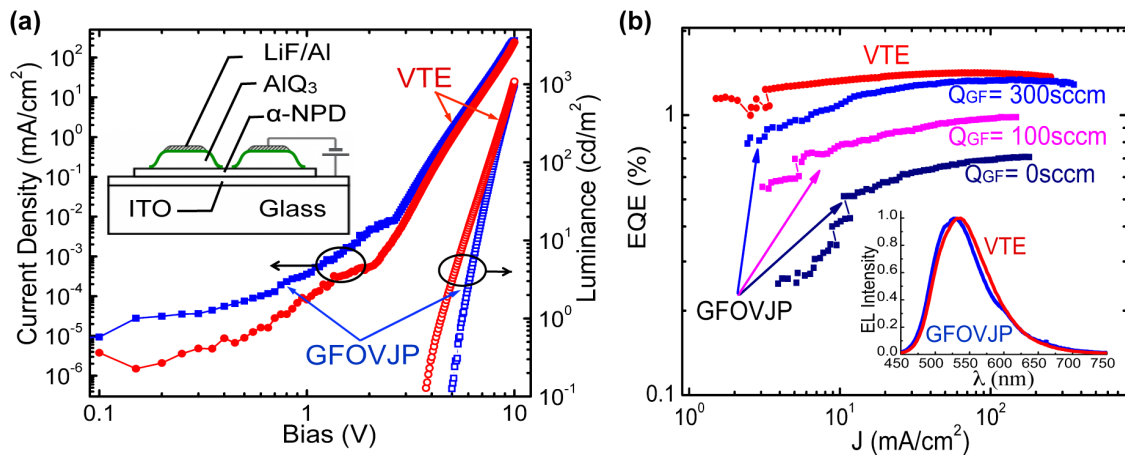 (a)
10²
10¹
10⁰
10⁻¹
10⁻²
10⁻³
10⁻⁴
10⁻⁵
10⁻⁶
Current Density (mA/cm²)
LiF/Al
AlQ₃
α-NPD
ITO
Glass
VTE
GFOVJP
10³
10²
10¹
10⁰
10⁻¹
Luminance (cd/m²)
0.1
1
10
Bias (V)
(b)
1
0.1
EQE (%)
VTE
Q_GF= 300sccm
Q_GF= 100sccm
Q_GF= 0sccm
GFOVJP
1.0
0.8
0.6
0.4
0.2
0.0
EL Intensity
VTE
GFOVJP
450 500 550 600 650 700 750
λ (nm)
10⁰
10¹
10²
J (mA/cm²)